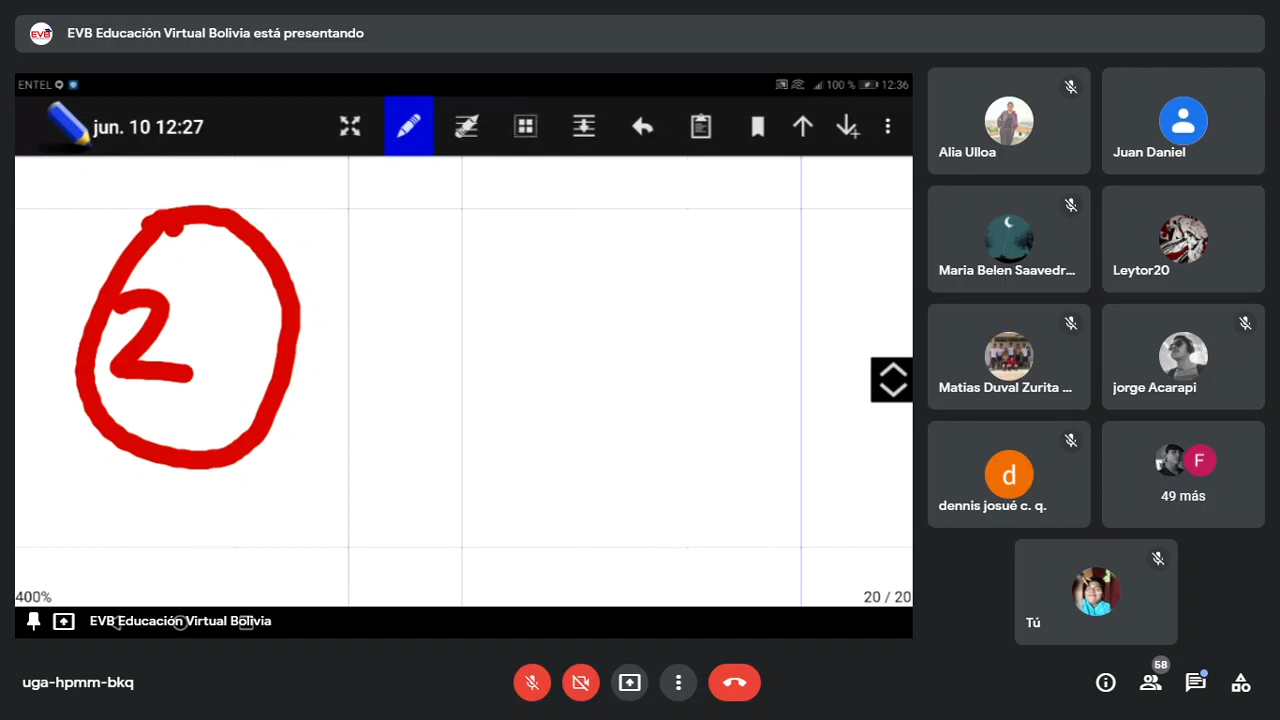 EVB
EVB Educación Virtual Bolivia está presentando
ENTEL
100 %
12:36
jun. 10 12:27
2
400%
20 / 20
EVB Educación Virtual Bolivia
Alia Ulloa
Juan Daniel
Maria Belen Saavedr...
Leytor20
Matias Duval Zurita ...
jorge Acarapi
d
dennis josué c. q.
F
49 más
Tú
uga-hpmm-bkq
58